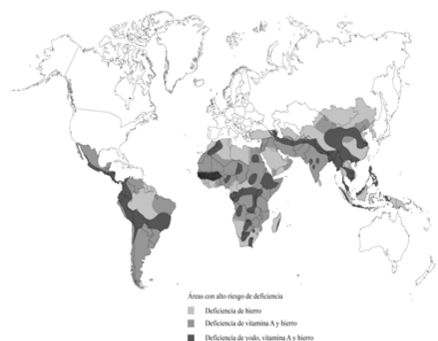 Áreas con alto riesgo de deficiencia
Deficiencia de hierro
Deficiencia de vitamina A y hierro
Deficiencia de yodo, vitamina A y hierro